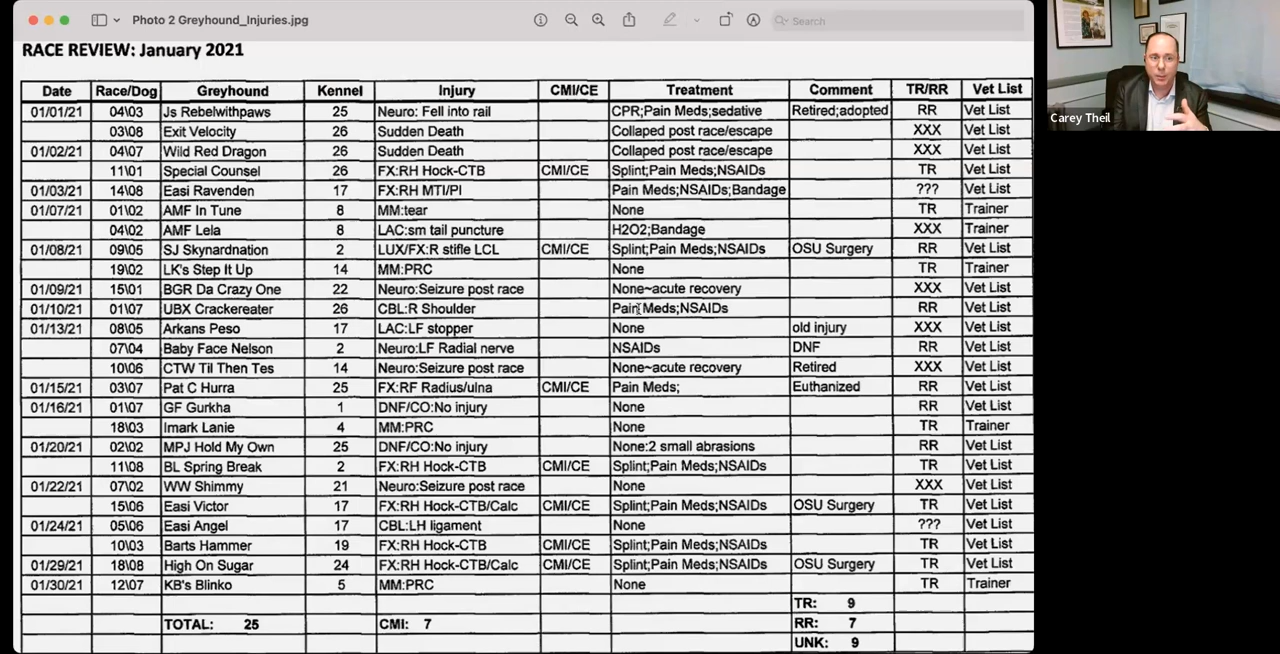 Photo 2 Greyhound_Injuries.jpg
Search
RACE REVIEW: January 2021
Date Race/Dog Greyhound Kennel Injury CMI/CE Treatment Comment TR/RR Vet List
01/01/21 04\03 Js Rebelwithpaws 25 Neuro: Fell into rail CPR;Pain Meds;sedative Retired;adopted RR Vet List
03\08 Exit Velocity 26 Sudden Death Collaped post race/escape XXX Vet List
01/02/21 04\07 Wild Red Dragon 26 Sudden Death Collaped post race/escape XXX Vet List
11\01 Special Counsel 26 FX:RH Hock-CTB CMI/CE Splint;Pain Meds;NSAIDs TR Vet List
01/03/21 14\08 Easi Ravenden 17 FX:RH MTI/PI Pain Meds;NSAIDs;Bandage ??? Vet List
01/07/21 01\02 AMF In Tune 8 MM:tear None TR Trainer
04\02 AMF Lela 8 LAC:sm tail puncture H2O2;Bandage XXX Trainer
01/08/21 09\05 SJ Skynardnation 2 LUX/FX:R stifle LCL CMI/CE Splint;Pain Meds;NSAIDs OSU Surgery RR Vet List
19\02 LK's Step It Up 14 MM:PRC None TR Trainer
01/09/21 15\01 BGR Da Crazy One 22 Neuro:Seizure post race None~acute recovery XXX Vet List
01/10/21 01\07 UBX Crackereater 26 CBL:R Shoulder Pain Meds;NSAIDs RR Vet List
01/13/21 08\05 Arkans Peso 17 LAC:LF stopper None old injury XXX Vet List
07\04 Baby Face Nelson 2 Neuro:LF Radial nerve NSAIDs DNF RR Vet List
10\06 CTW Til Then Tes 14 Neuro:Seizure post race None~acute recovery Retired XXX Vet List
01/15/21 03\07 Pat C Hurra 25 FX:RF Radius/ulna CMI/CE Pain Meds; Euthanized RR Vet List
01/16/21 01\07 GF Gurkha 1 DNF/CO:No injury None RR Vet List
18\03 Imark Lanie 4 MM:PRC None TR Trainer
01/20/21 02\02 MPJ Hold My Own 25 DNF/CO:No injury None:2 small abrasions RR Vet List
11\08 BL Spring Break 2 FX:RH Hock-CTB CMI/CE Splint;Pain Meds;NSAIDs TR Vet List
01/22/21 07\02 WW Shimmy 21 Neuro:Seizure post race None XXX Vet List
15\06 Easi Victor 17 FX:RH Hock-CTB/Calc CMI/CE Splint;Pain Meds;NSAIDs OSU Surgery TR Vet List
01/24/21 05\06 Easi Angel 17 CBL:LH ligament None ??? Vet List
10\03 Barts Hammer 19 FX:RH Hock-CTB CMI/CE Splint;Pain Meds;NSAIDs TR Vet List
01/29/21 18\08 High On Sugar 24 FX:RH Hock-CTB/Calc CMI/CE Splint;Pain Meds;NSAIDs OSU Surgery TR Vet List
01/30/21 12\07 KB's Blinko 5 MM:PRC None TR Trainer
TR: 9
TOTAL: 25 CMI: 7 RR: 7
UNK: 9
Carey Theil